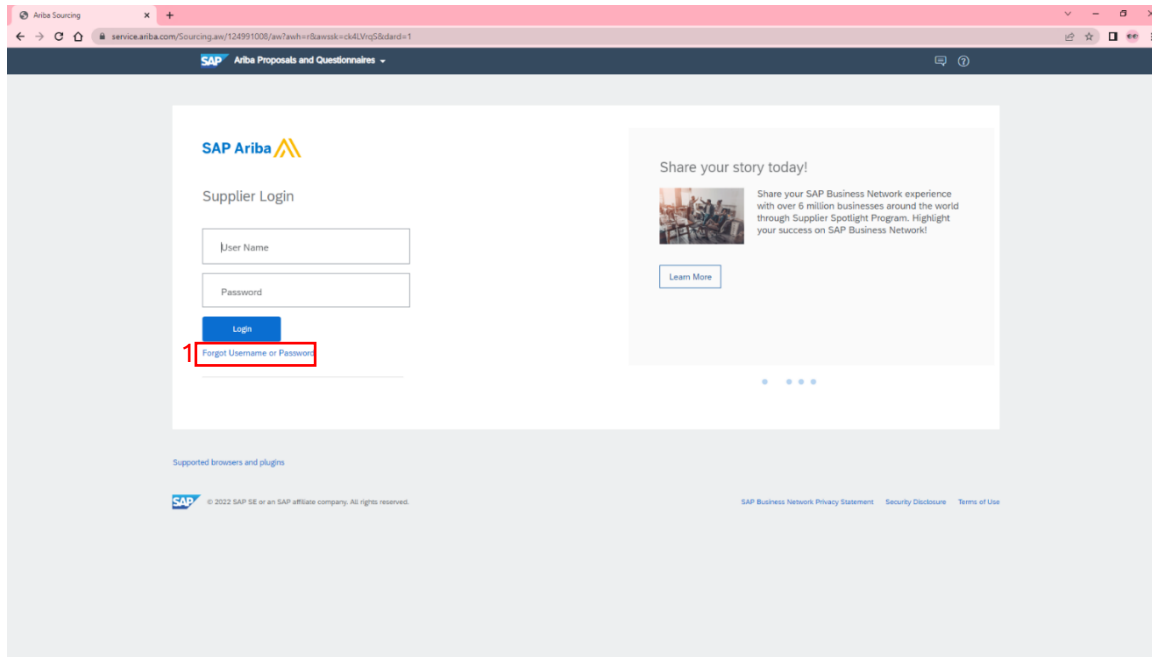 Ariba Sourcing
service.ariba.com/Sourcing.aw/124991008/aw?awh=r&awssk=ck4LVrqS&dard=1
SAP Ariba Proposals and Questionnaires
SAP Ariba
Supplier Login
User Name
Password
Login
1 Forgot Username or Password
Share your story today!
Share your SAP Business Network experience
with over 6 million businesses around the world
through Supplier Spotlight Program. Highlight
your success on SAP Business Network!
Learn More
Supported browsers and plugins
SAP © 2022 SAP SE or an SAP affiliate company. All rights reserved.
SAP Business Network Privacy Statement Security Disclosure Terms of Use